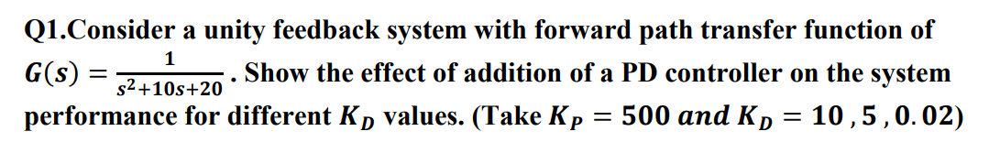 Q1.Consider a unity feedback system with forward path transfer function of
G(s) = 1/(s²+10s+20) . Show the effect of addition of a PD controller on the system
performance for different K_D values. (Take K_P = 500 and K_D = 10 , 5 , 0. 02)